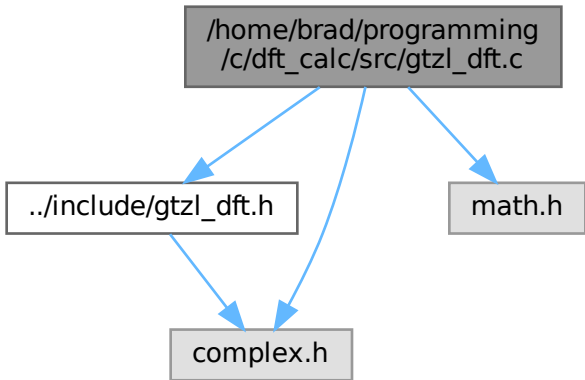 /home/brad/programming
/c/dft_calc/src/gtzl_dft.c
../include/gtzl_dft.h
math.h
complex.h